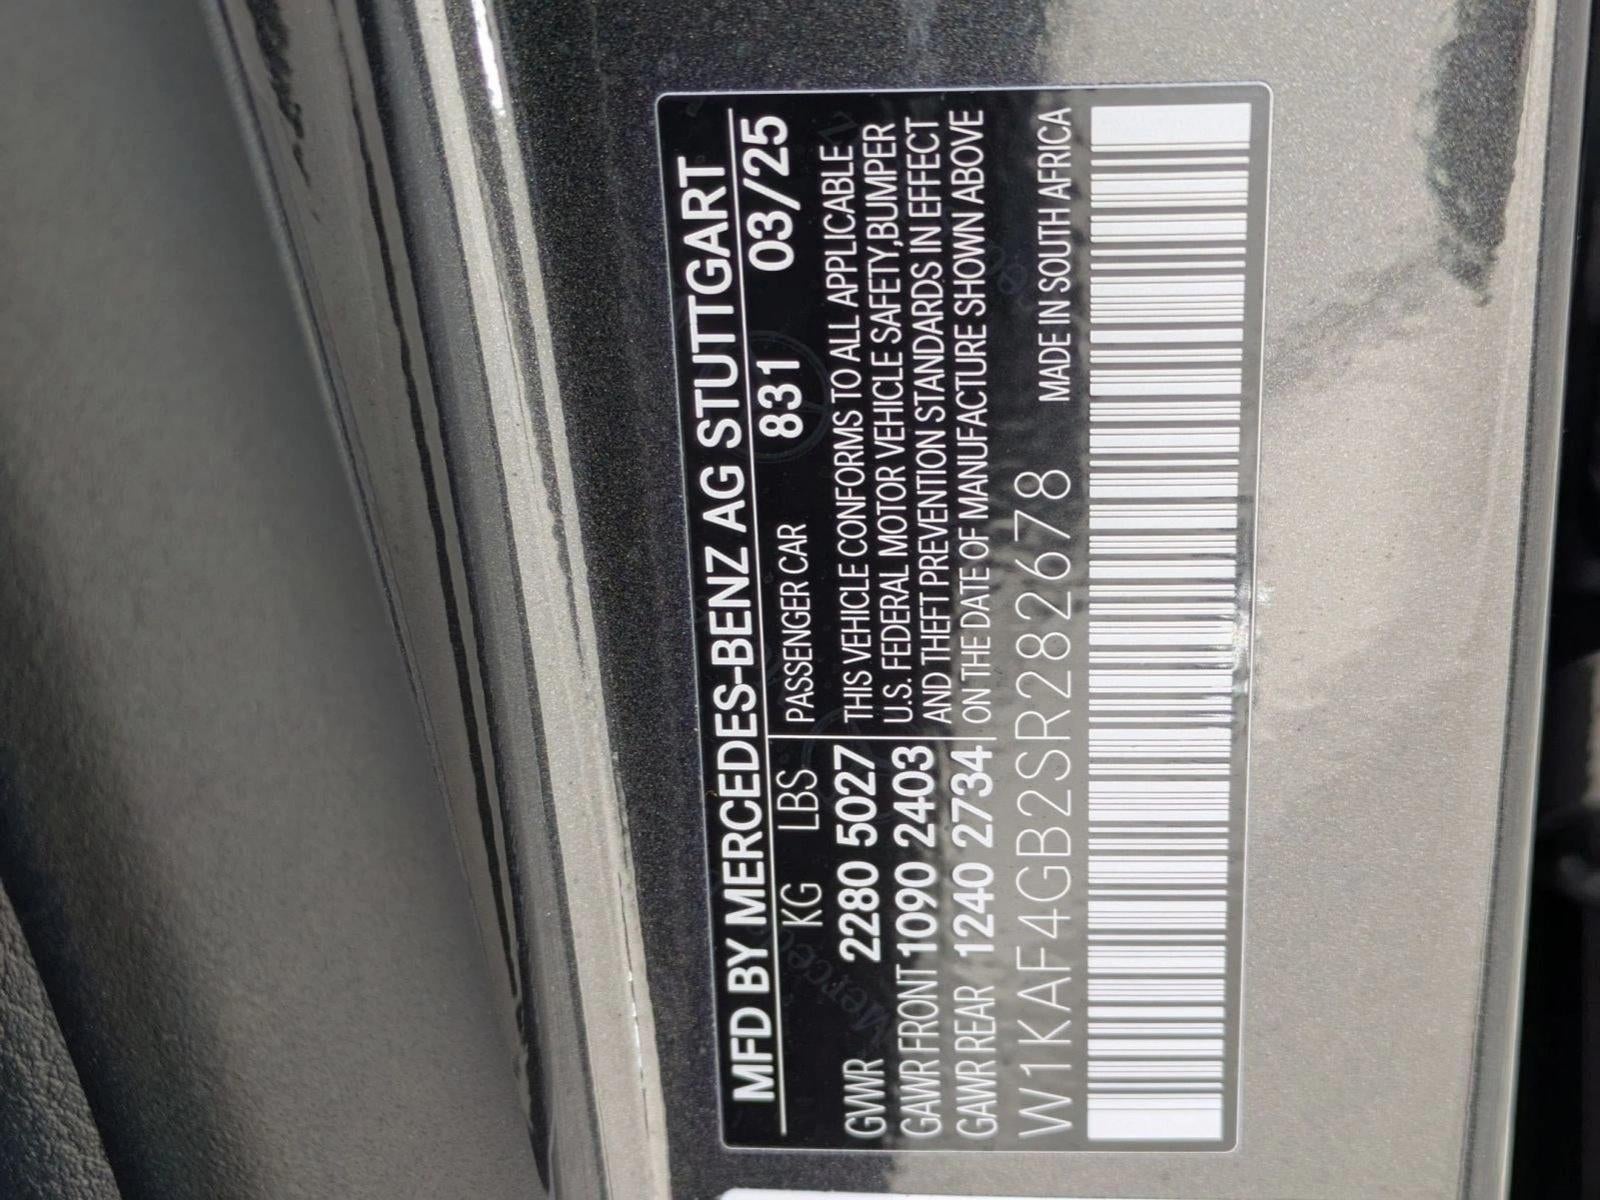 MFD BY MERCEDES-BENZ AG STUTTGART
KG LBS PASSENGER CAR 831 03/25
GVWR 2280 5027
GAWR FRONT 1090 2403
GAWR REAR 1240 2734
THIS VEHICLE CONFORMS TO ALL APPLICABLE
U.S. FEDERAL MOTOR VEHICLE SAFETY,BUMPER
AND THEFT PREVENTION STANDARDS IN EFFECT
ON THE DATE OF MANUFACTURE SHOWN ABOVE
W1KAF4GB2SR282678 MADE IN SOUTH AFRICA